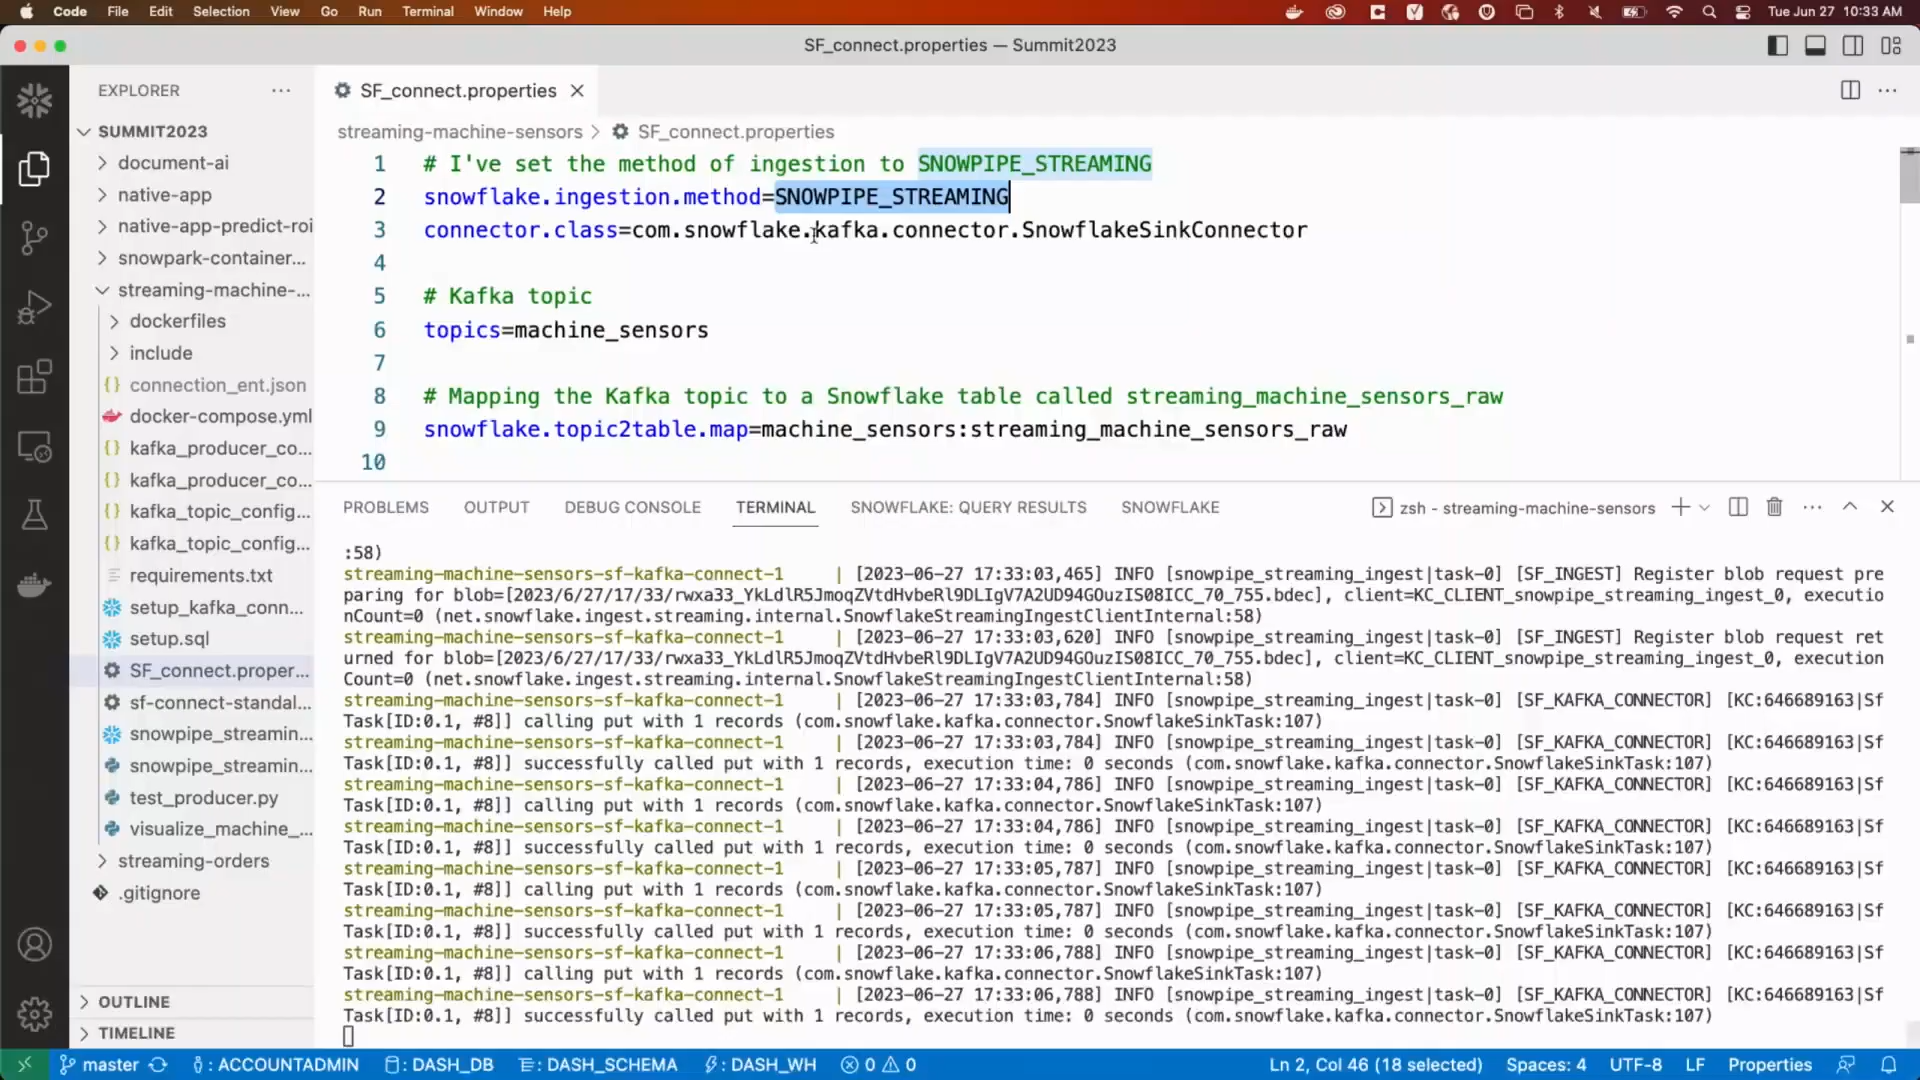 Code File Edit Selection View Go Run Terminal Window Help Tue Jun 27 10:33 AM
SF_connect.properties — Summit2023
EXPLORER ···
SUMMIT2023
document-ai
native-app
native-app-predict-roi
snowpark-container...
streaming-machine-...
dockerfiles
include
connection_ent.json
docker-compose.yml
kafka_producer_co...
kafka_producer_co...
kafka_topic_config...
kafka_topic_config...
requirements.txt
setup_kafka_conn...
setup.sql
SF_connect.proper...
sf-connect-standal...
snowpipe_streamin...
snowpipe_streamin...
test_producer.py
visualize_machine_...
streaming-orders
.gitignore
OUTLINE
TIMELINE
SF_connect.properties
streaming-machine-sensors > SF_connect.properties
1 # I've set the method of ingestion to SNOWPIPE_STREAMING
2 snowflake.ingestion.method=SNOWPIPE_STREAMING
3 connector.class=com.snowflake.kafka.connector.SnowflakeSinkConnector
4
5 # Kafka topic
6 topics=machine_sensors
7
8 # Mapping the Kafka topic to a Snowflake table called streaming_machine_sensors_raw
9 snowflake.topic2table.map=machine_sensors:streaming_machine_sensors_raw
10
PROBLEMS OUTPUT DEBUG CONSOLE TERMINAL SNOWFLAKE: QUERY RESULTS SNOWFLAKE zsh - streaming-machine-sensors
:58)
streaming-machine-sensors-sf-kafka-connect-1 | [2023-06-27 17:33:03,465] INFO [snowpipe_streaming_ingest|task-0] [SF_INGEST] Register blob request pre
paring for blob=[2023/6/27/17/33/rwxa33_YkLdlR5JmoqZVtdHvbeRl9DLIgV7A2UD94GOuzIS08ICC_70_755.bdec], client=KC_CLIENT_snowpipe_streaming_ingest_0, executio
nCount=0 (net.snowflake.ingest.streaming.internal.SnowflakeStreamingIngestClientInternal:58)
streaming-machine-sensors-sf-kafka-connect-1 | [2023-06-27 17:33:03,620] INFO [snowpipe_streaming_ingest|task-0] [SF_INGEST] Register blob request ret
urned for blob=[2023/6/27/17/33/rwxa33_YkLdlR5JmoqZVtdHvbeRl9DLIgV7A2UD94GOuzIS08ICC_70_755.bdec], client=KC_CLIENT_snowpipe_streaming_ingest_0, execution
Count=0 (net.snowflake.ingest.streaming.internal.SnowflakeStreamingIngestClientInternal:58)
streaming-machine-sensors-sf-kafka-connect-1 | [2023-06-27 17:33:03,784] INFO [snowpipe_streaming_ingest|task-0] [SF_KAFKA_CONNECTOR] [KC:646689163|Sf
Task[ID:0.1, #8]] calling put with 1 records (com.snowflake.kafka.connector.SnowflakeSinkTask:107)
streaming-machine-sensors-sf-kafka-connect-1 | [2023-06-27 17:33:03,784] INFO [snowpipe_streaming_ingest|task-0] [SF_KAFKA_CONNECTOR] [KC:646689163|Sf
Task[ID:0.1, #8]] successfully called put with 1 records, execution time: 0 seconds (com.snowflake.kafka.connector.SnowflakeSinkTask:107)
streaming-machine-sensors-sf-kafka-connect-1 | [2023-06-27 17:33:04,786] INFO [snowpipe_streaming_ingest|task-0] [SF_KAFKA_CONNECTOR] [KC:646689163|Sf
Task[ID:0.1, #8]] calling put with 1 records (com.snowflake.kafka.connector.SnowflakeSinkTask:107)
streaming-machine-sensors-sf-kafka-connect-1 | [2023-06-27 17:33:04,786] INFO [snowpipe_streaming_ingest|task-0] [SF_KAFKA_CONNECTOR] [KC:646689163|Sf
Task[ID:0.1, #8]] successfully called put with 1 records, execution time: 0 seconds (com.snowflake.kafka.connector.SnowflakeSinkTask:107)
streaming-machine-sensors-sf-kafka-connect-1 | [2023-06-27 17:33:05,787] INFO [snowpipe_streaming_ingest|task-0] [SF_KAFKA_CONNECTOR] [KC:646689163|Sf
Task[ID:0.1, #8]] calling put with 1 records (com.snowflake.kafka.connector.SnowflakeSinkTask:107)
streaming-machine-sensors-sf-kafka-connect-1 | [2023-06-27 17:33:05,787] INFO [snowpipe_streaming_ingest|task-0] [SF_KAFKA_CONNECTOR] [KC:646689163|Sf
Task[ID:0.1, #8]] successfully called put with 1 records, execution time: 0 seconds (com.snowflake.kafka.connector.SnowflakeSinkTask:107)
streaming-machine-sensors-sf-kafka-connect-1 | [2023-06-27 17:33:06,788] INFO [snowpipe_streaming_ingest|task-0] [SF_KAFKA_CONNECTOR] [KC:646689163|Sf
Task[ID:0.1, #8]] calling put with 1 records (com.snowflake.kafka.connector.SnowflakeSinkTask:107)
streaming-machine-sensors-sf-kafka-connect-1 | [2023-06-27 17:33:06,788] INFO [snowpipe_streaming_ingest|task-0] [SF_KAFKA_CONNECTOR] [KC:646689163|Sf
Task[ID:0.1, #8]] successfully called put with 1 records, execution time: 0 seconds (com.snowflake.kafka.connector.SnowflakeSinkTask:107)
master : ACCOUNTADMIN : DASH_DB : DASH_SCHEMA : DASH_WH 0 0 Ln 2, Col 46 (18 selected) Spaces: 4 UTF-8 LF Properties